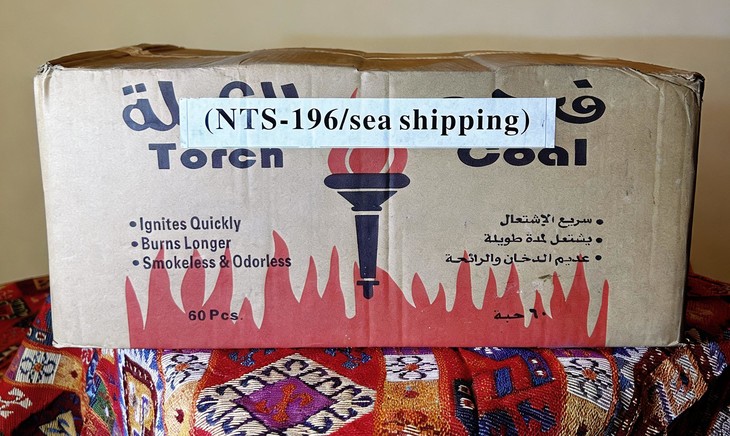 (NTS-196/sea shipping)
Torch Coal
•Ignites Quickly
•Burns Longer
•Smokeless & Odorless
• سريع الإشتعال
• يشتعل لمدة طويلة
• عديم الدخان والرائحة
60 Pcs.
٦٠ حبة